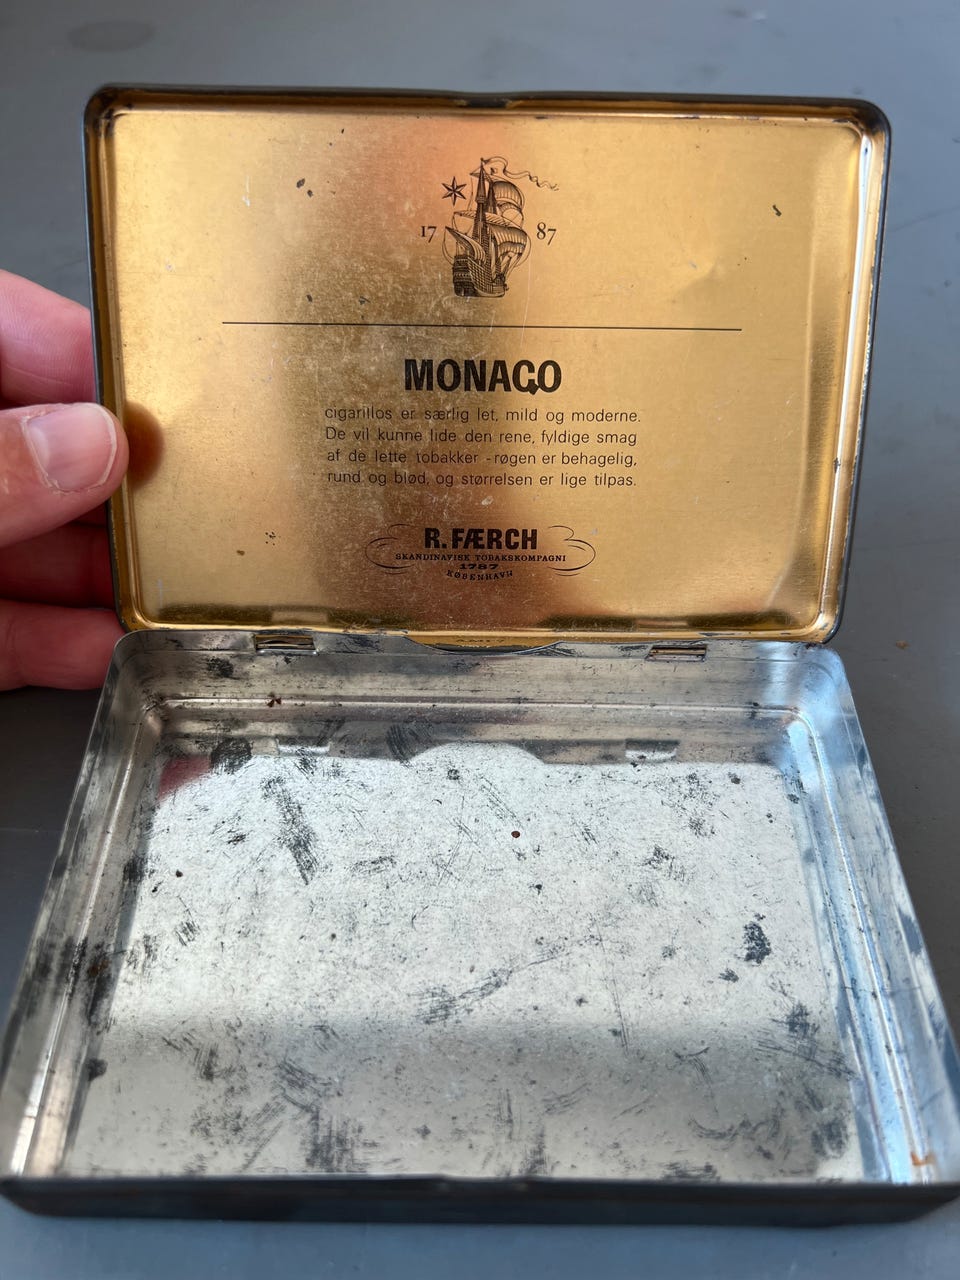 17 87
MONACO
cigarillos er særlig let, mild og moderne.
De vil kunne lide den rene, fyldige smag
af de lette tobakker - røgen er behagelig,
rund og blød, og størrelsen er lige tilpas.
R. FÆRCH
SKANDINAVISK TOBAKSKOMPAGNI
1787
KØBENHAVN